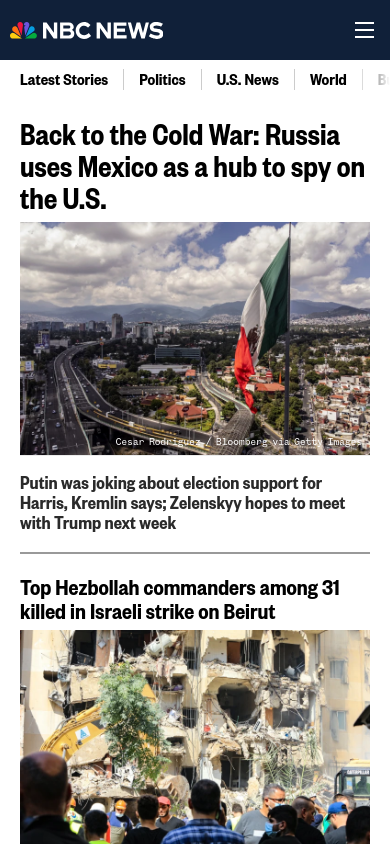 NBC NEWS
Latest Stories
Politics
U.S. News
World
Back to the Cold War: Russia
uses Mexico as a hub to spy on
the U.S.
Cesar Rodriguez / Bloomberg via Getty Images
Putin was joking about election support for
Harris, Kremlin says; Zelenskyy hopes to meet
with Trump next week
Top Hezbollah commanders among 31
killed in Israeli strike on Beirut